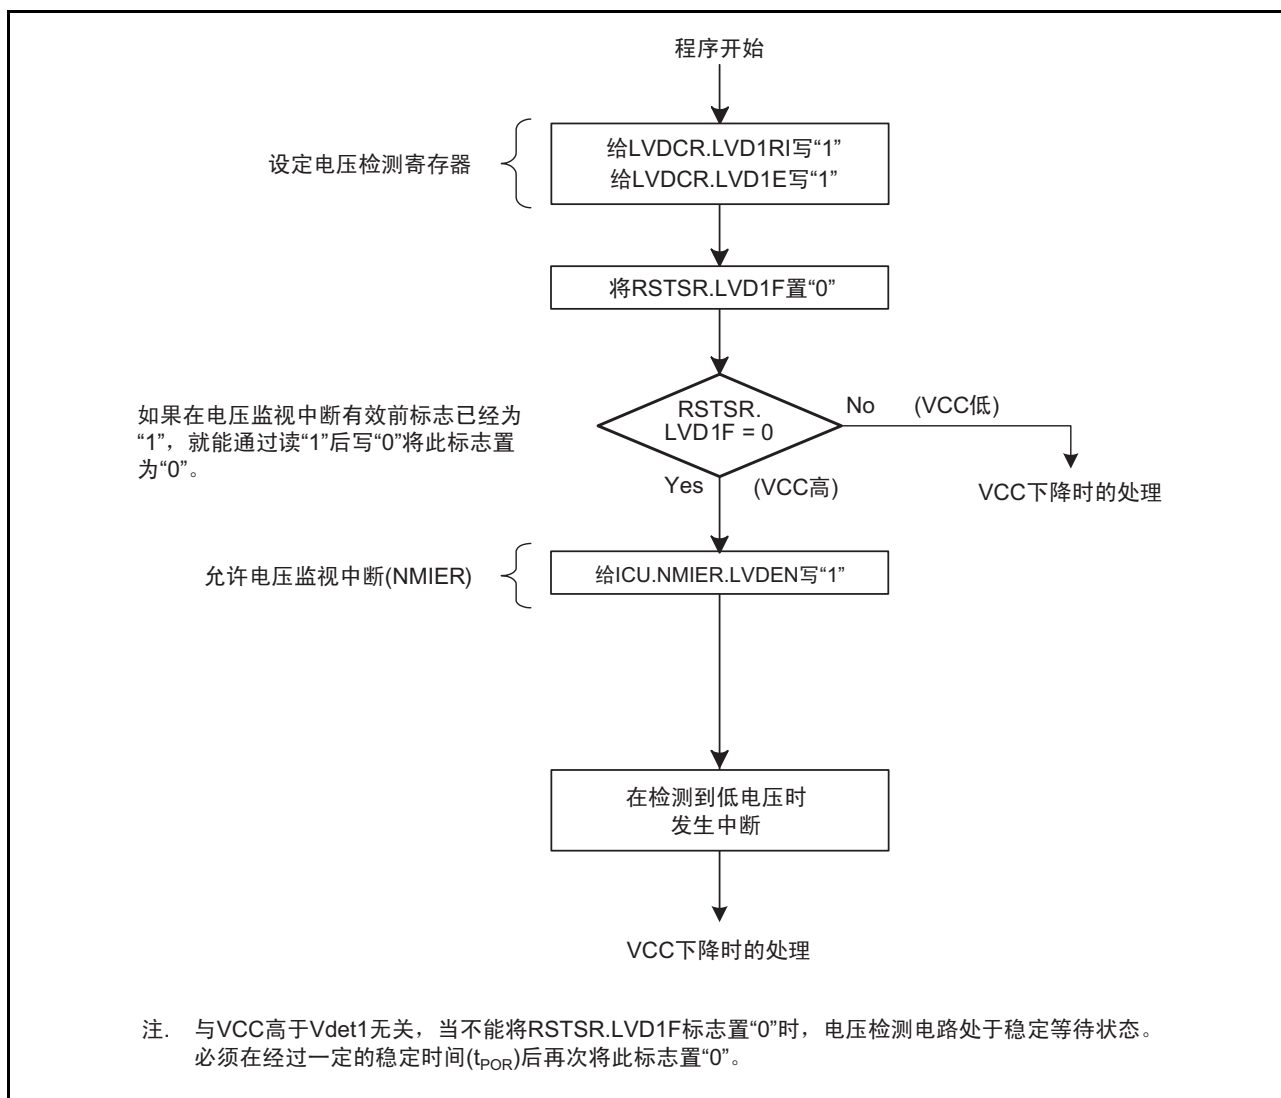 程序开始
设定电压检测寄存器
给LVDCR.LVD1RI写“1”
给LVDCR.LVD1E写“1”
将RSTSR.LVD1F置“0”
如果在电压监视中断有效前标志已经为
“1”，就能通过读“1”后写“0”将此标志置
为“0”。
RSTSR.
LVD1F = 0
No (VCC低)
Yes (VCC高)
VCC下降时的处理
允许电压监视中断(NMIER)
给ICU.NMIER.LVDEN写“1”
在检测到低电压时
发生中断
VCC下降时的处理
注. 与VCC高于Vdet1无关，当不能将RSTSR.LVD1F标志置“0”时，电压检测电路处于稳定等待状态。
必须在经过一定的稳定时间(tPOR)后再次将此标志置“0”。